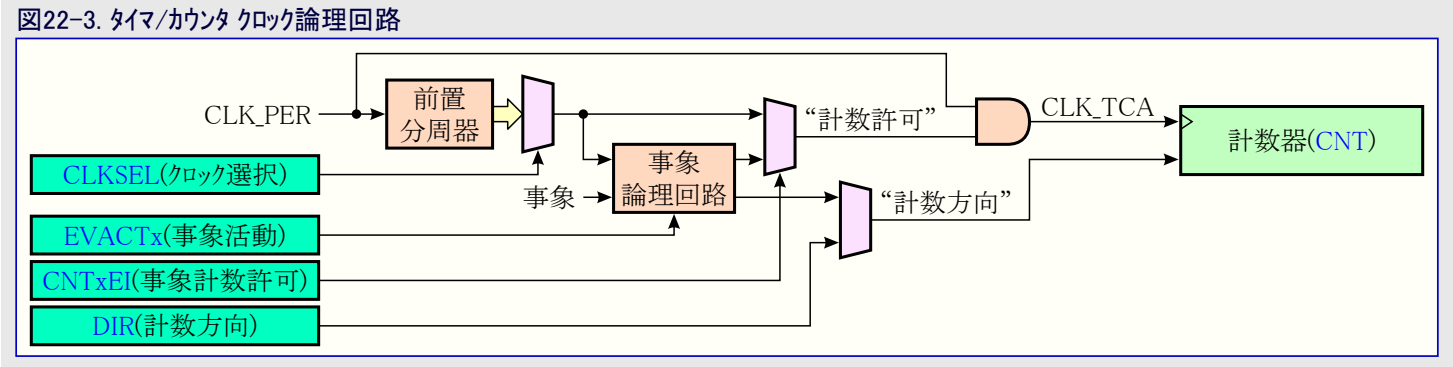 図22-3. タイマ/カウンタ クロック論理回路
CLK_PER
前置
分周器
"計数許可"
CLK_TCA
計数器(CNT)
CLKSEL(クロック選択)
事象
事象
論理回路
"計数方向"
EVACTx(事象活動)
CNTxEI(事象計数許可)
DIR(計数方向)